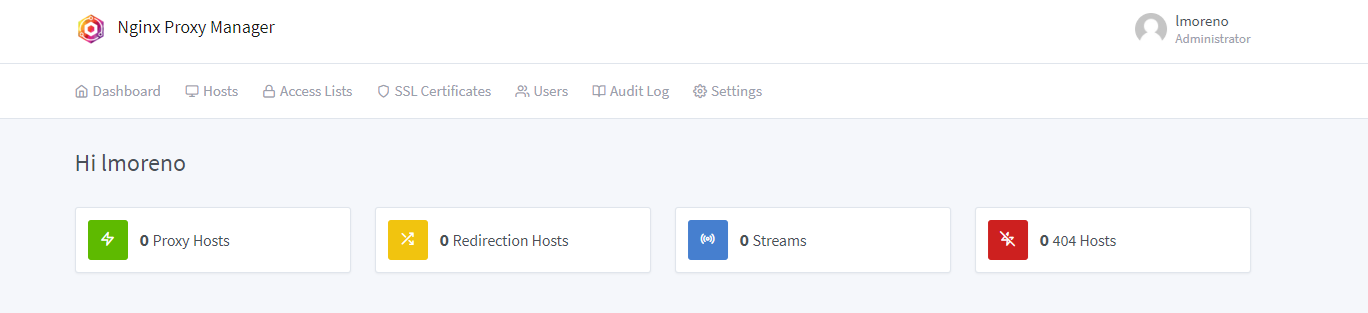 Nginx Proxy Manager
lmoreno
Administrator
Dashboard Hosts Access Lists SSL Certificates Users Audit Log Settings
Hi lmoreno
0 Proxy Hosts 0 Redirection Hosts 0 Streams 0 404 Hosts